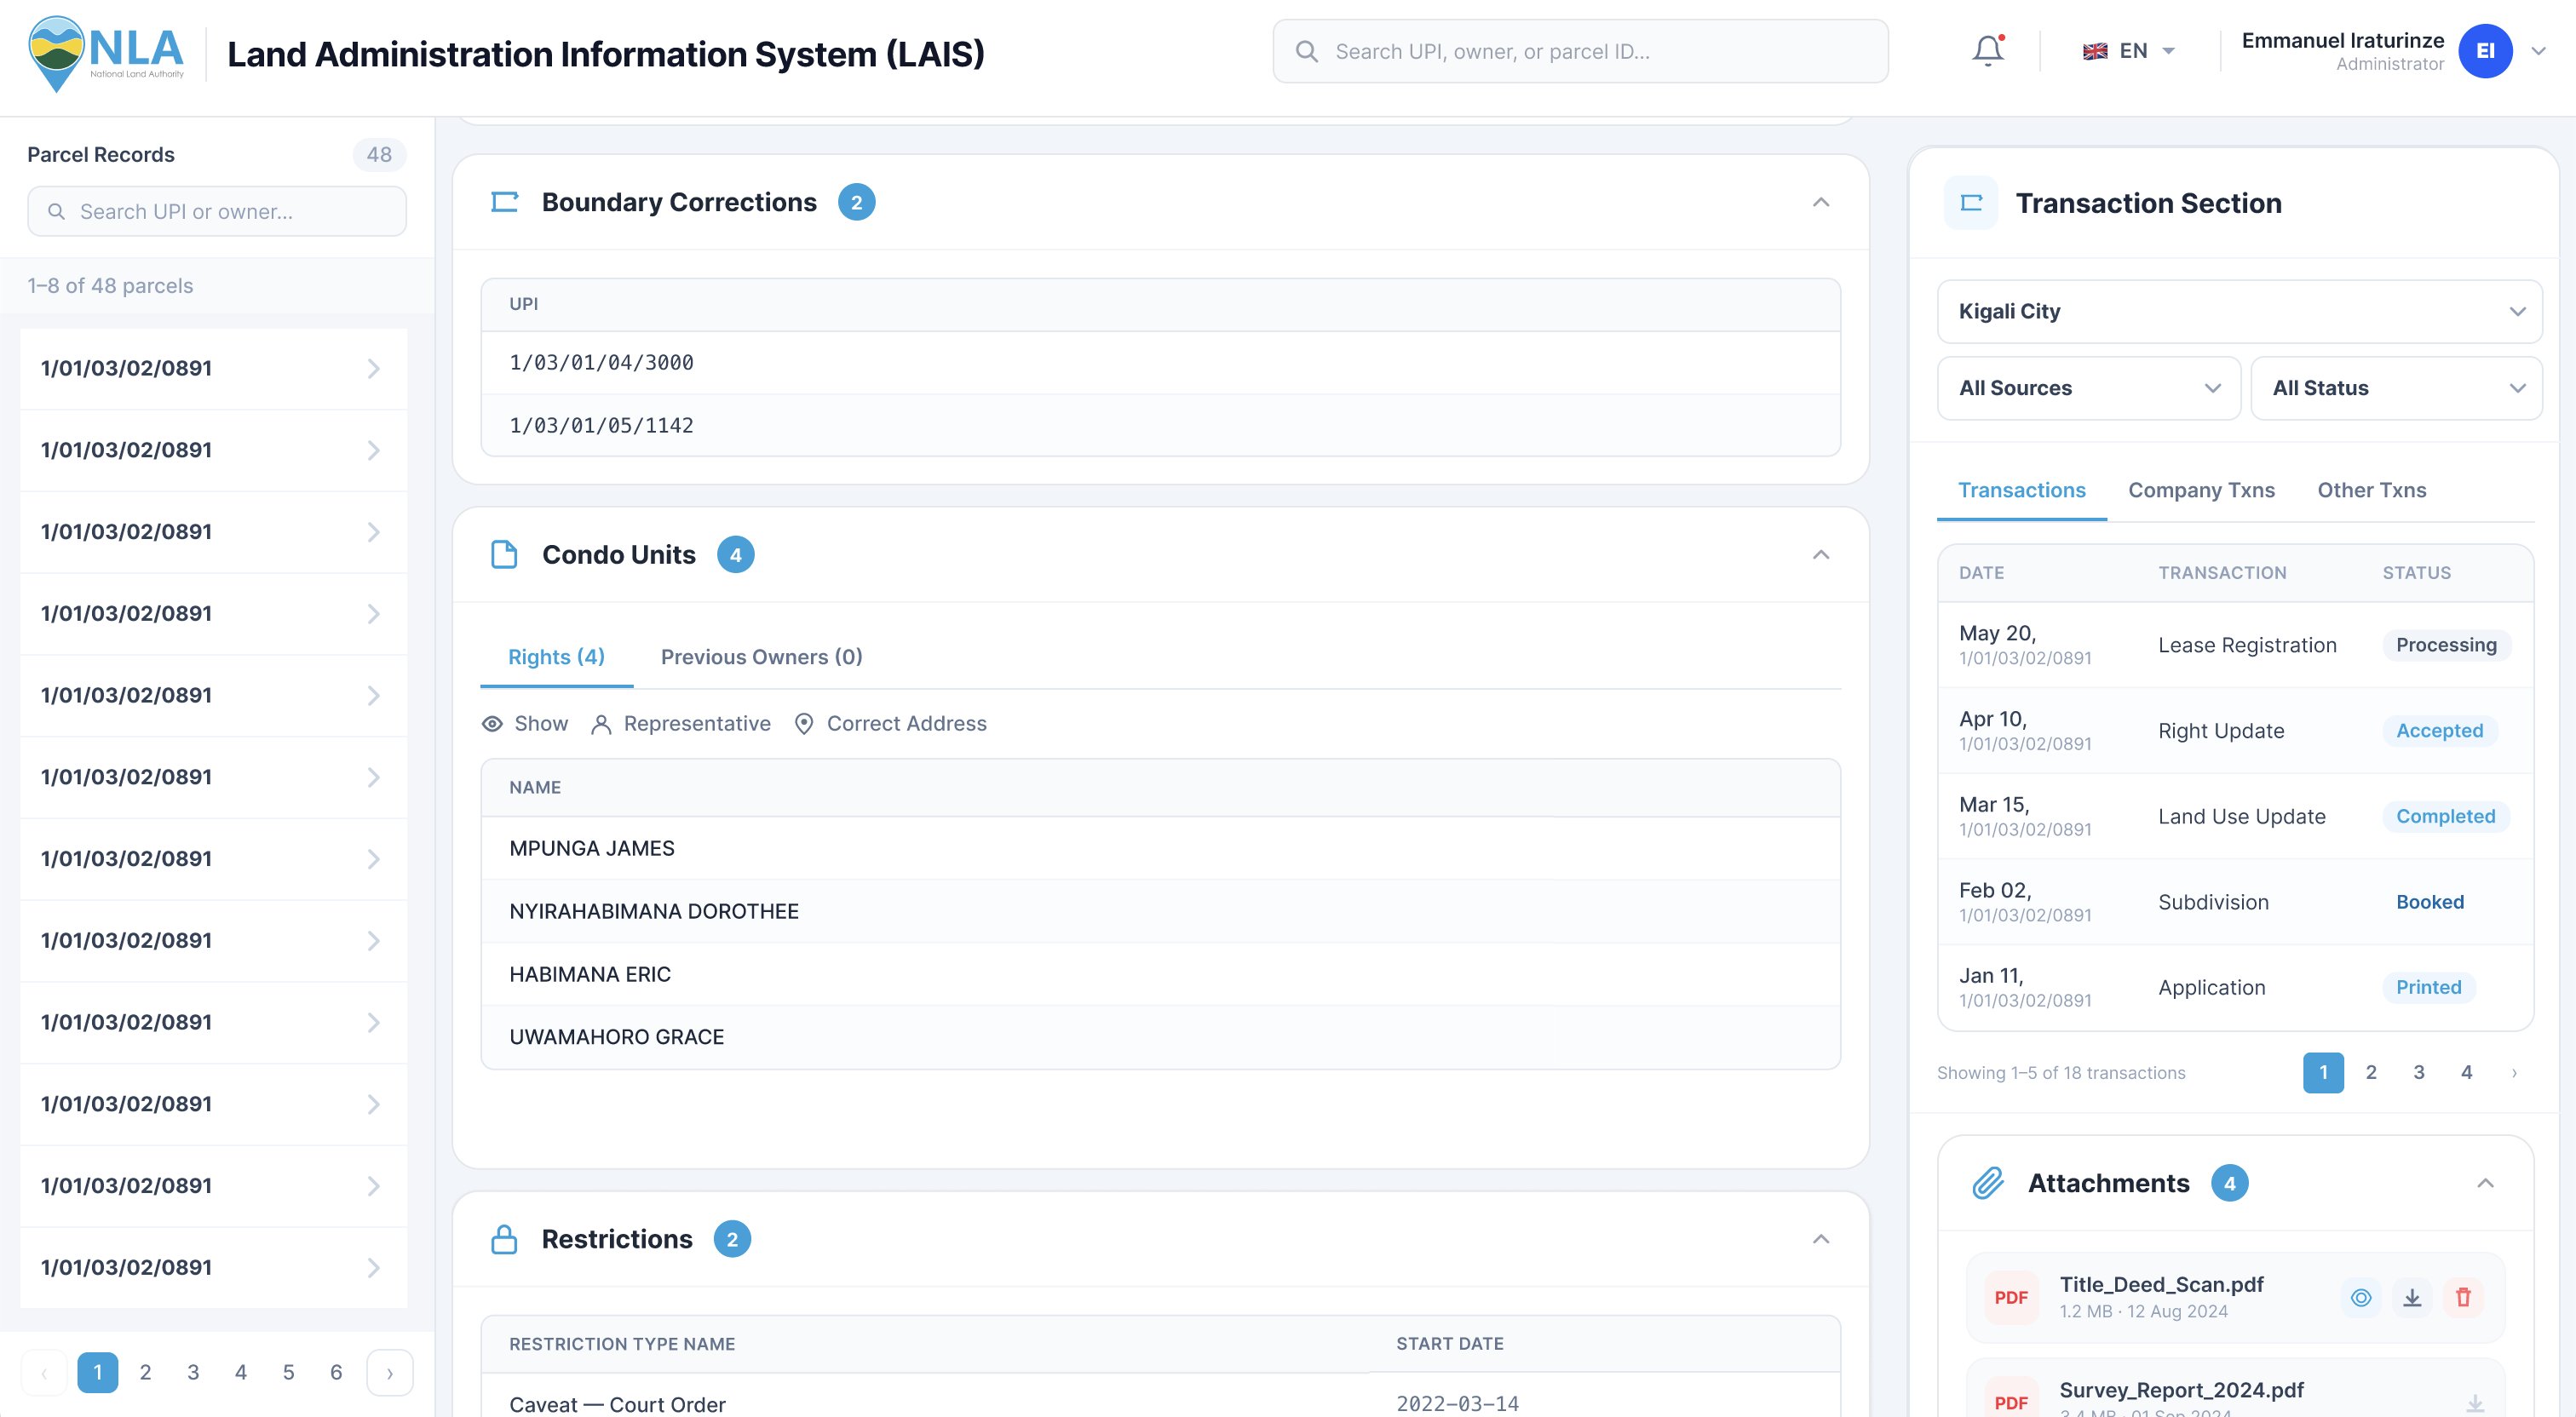 NLA
National Land Authority
Land Administration Information System (LAIS)
Search UPI, owner, or parcel ID...
EN
Emmanuel Iraturinze
Administrator
EI
Parcel Records
48
Search UPI or owner...
1–8 of 48 parcels
1/01/03/02/0891
1/01/03/02/0891
1/01/03/02/0891
1/01/03/02/0891
1/01/03/02/0891
1/01/03/02/0891
1/01/03/02/0891
1/01/03/02/0891
1/01/03/02/0891
1/01/03/02/0891
1/01/03/02/0891
1/01/03/02/0891
‹ 1 2 3 4 5 6 ›
Boundary Corrections 2
UPI
1/03/01/04/3000
1/03/01/05/1142
Condo Units 4
Rights (4) Previous Owners (0)
Show Representative Correct Address
NAME
MPUNGA JAMES
NYIRAHABIMANA DOROTHEE
HABIMANA ERIC
UWAMAHORO GRACE
Restrictions 2
RESTRICTION TYPE NAME START DATE
Caveat — Court Order 2022-03-14
Transaction Section
Kigali City
All Sources All Status
Transactions Company Txns Other Txns
DATE TRANSACTION STATUS
May 20,
1/01/03/02/0891
Lease Registration Processing
Apr 10,
1/01/03/02/0891
Right Update Accepted
Mar 15,
1/01/03/02/0891
Land Use Update Completed
Feb 02,
1/01/03/02/0891
Subdivision Booked
Jan 11,
1/01/03/02/0891
Application Printed
Showing 1–5 of 18 transactions 1 2 3 4 ›
Attachments 4
PDF
Title_Deed_Scan.pdf
1.2 MB · 12 Aug 2024
PDF
Survey_Report_2024.pdf
3.4 MB · 01 Sep 2024